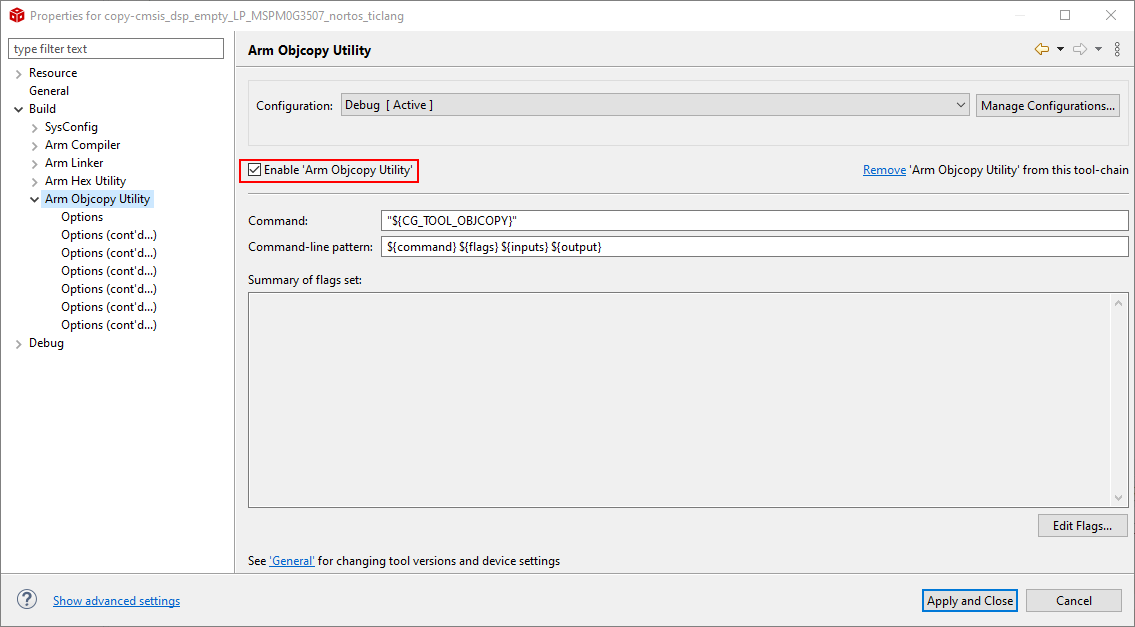 Properties for copy-cmsis_dsp_empty_LP_MSPM0G3507_nortos_ticlang
type filter text
Resource
General
Build
SysConfig
Arm Compiler
Arm Linker
Arm Hex Utility
Arm Objcopy Utility
Options
Options (cont'd...)
Options (cont'd...)
Options (cont'd...)
Options (cont'd...)
Options (cont'd...)
Options (cont'd...)
Debug
Arm Objcopy Utility
Configuration: Debug [ Active ] Manage Configurations...
Enable 'Arm Objcopy Utility' Remove 'Arm Objcopy Utility' from this tool-chain
Command: "${CG_TOOL_OBJCOPY}"
Command-line pattern: ${command} ${flags} ${inputs} ${output}
Summary of flags set:
Edit Flags...
See 'General' for changing tool versions and device settings
? Show advanced settings Apply and Close Cancel